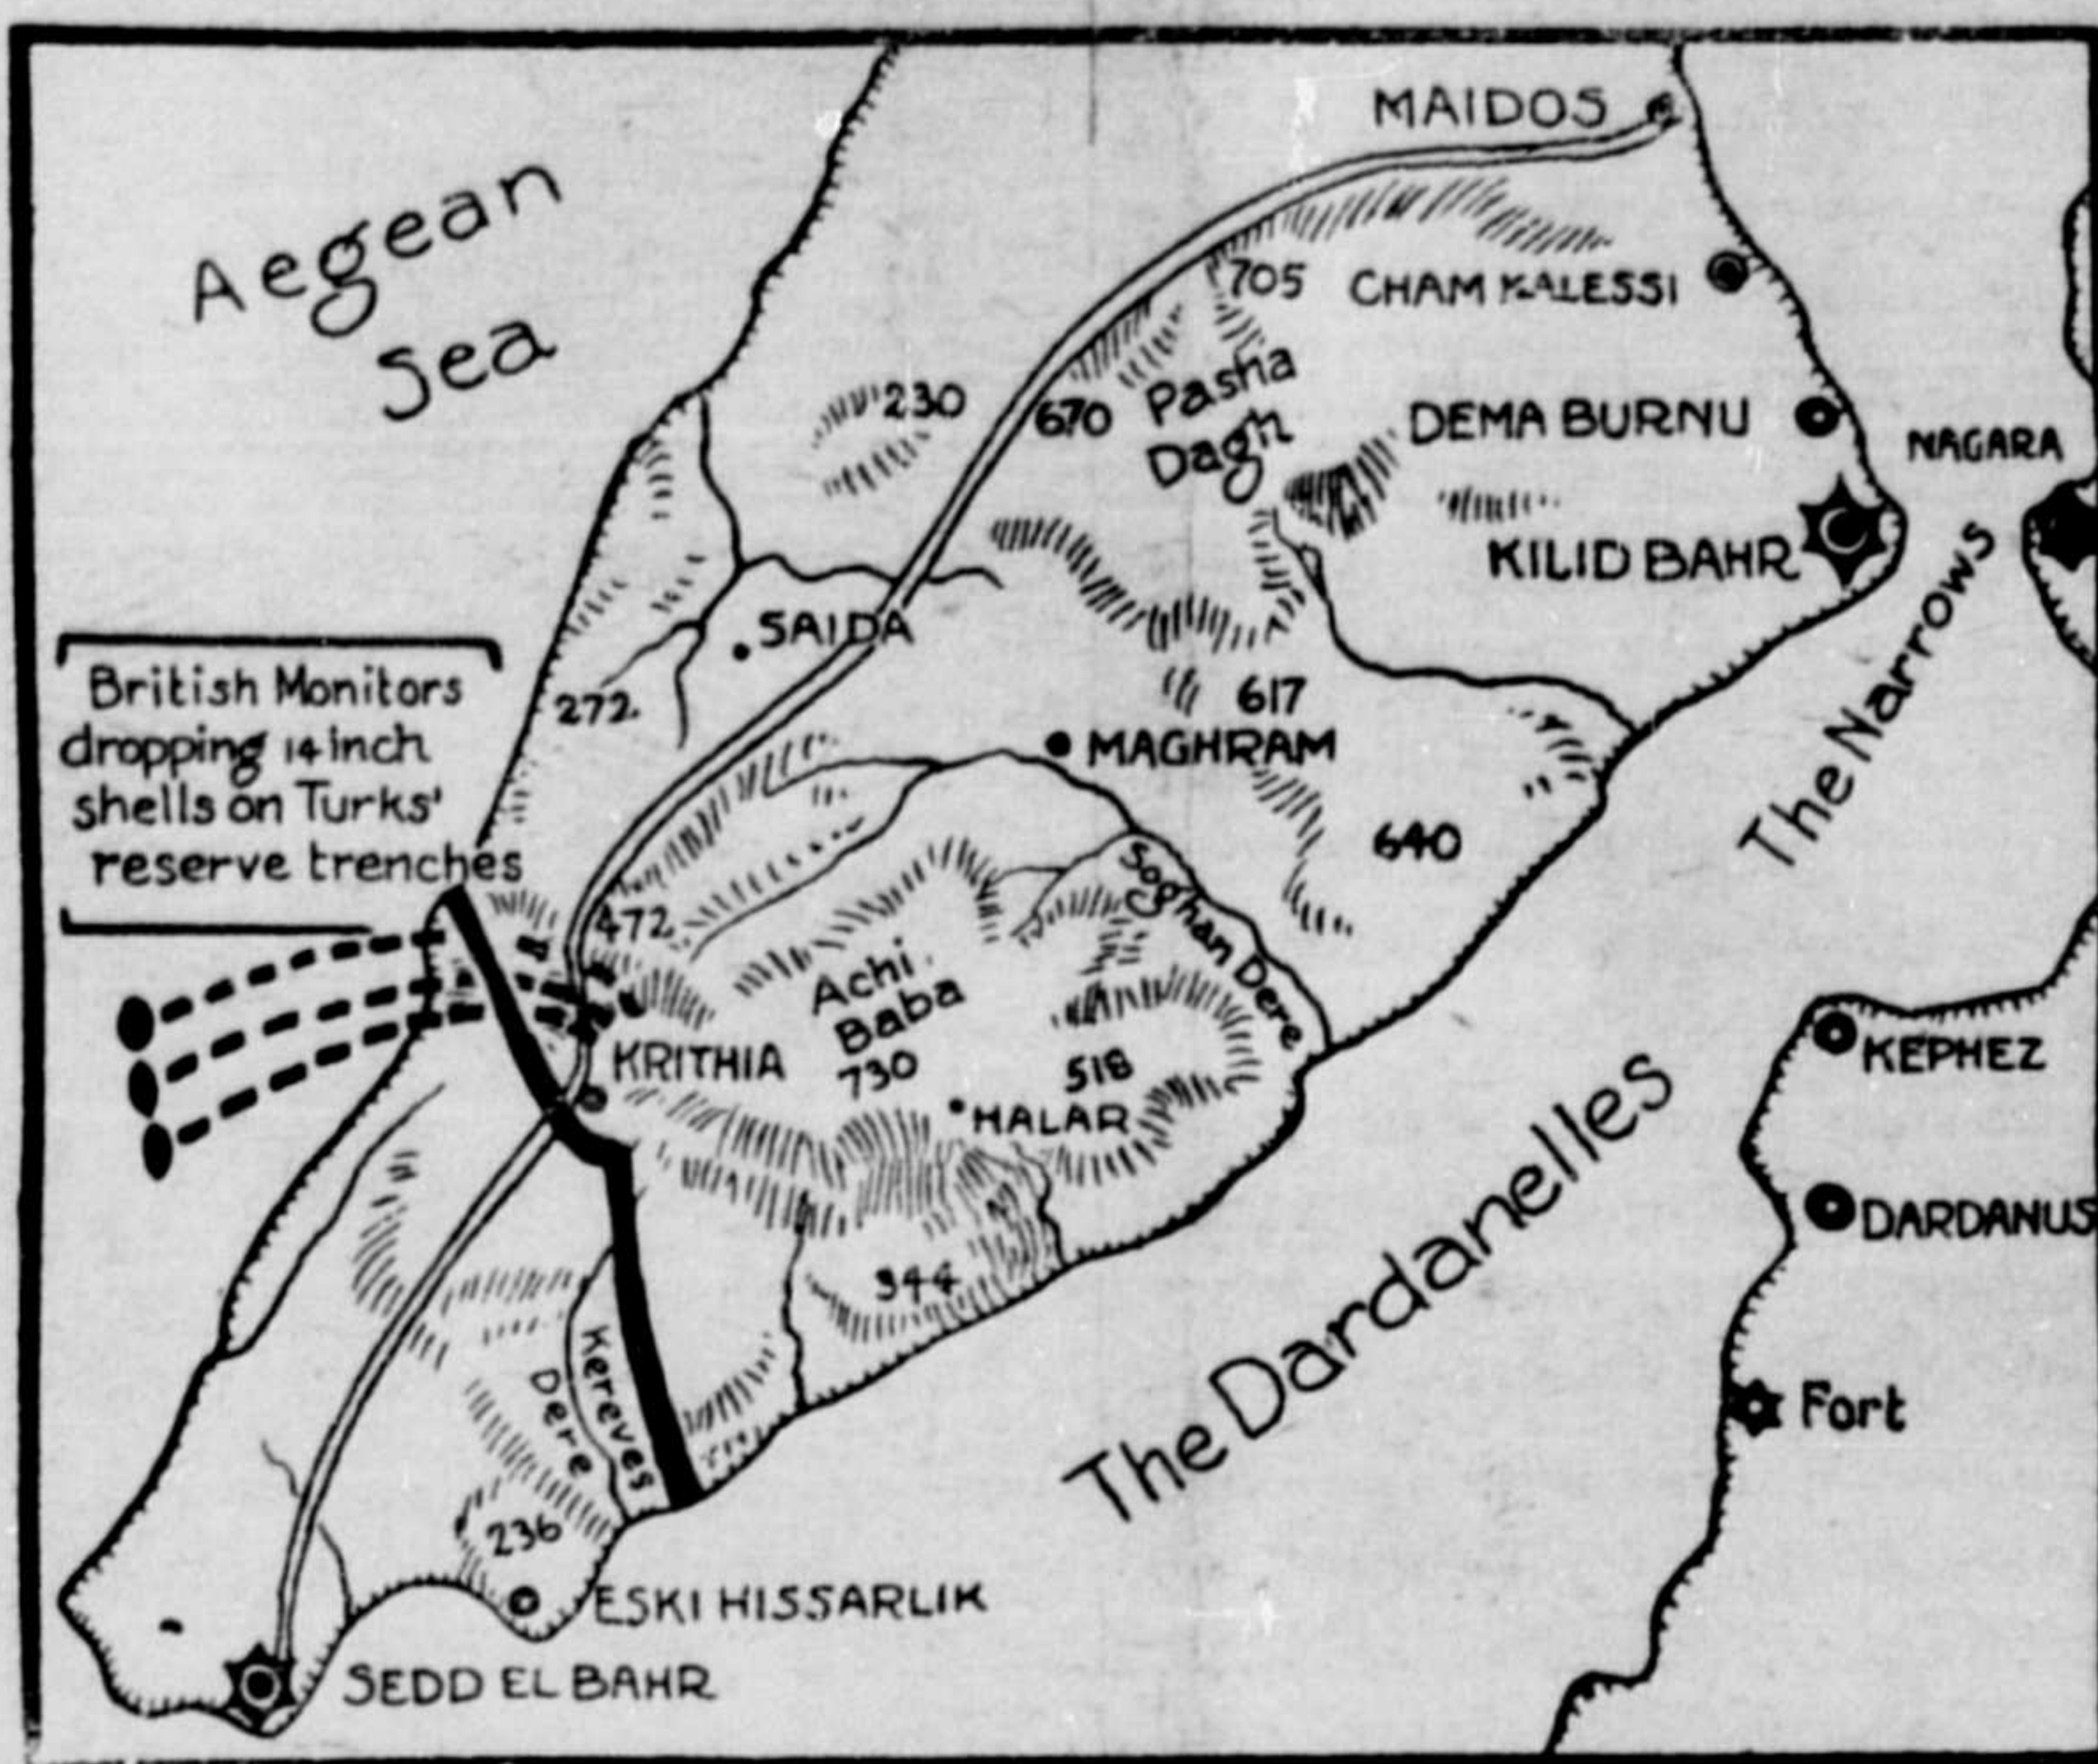 MAIDOS
Aegean
Sea
705
CHAM KALESSI
230
670
Pasha
Dagh
DEMA BURNU
NAGARA
KILID BAHR
The Narrows
SAIDA
272
617
MAGHRAM
British Monitors
dropping 14 inch
shells on Turks'
reserve trenches
640
Soghan Dere
472
Achi
Baba
730
KRITHIA
518
HALAR
KEPHEZ
DARDANUS
The Dardanelles
344
Kereves
Dere
Fort
236
ESKI HISSARLIK
SEDD EL BAHR